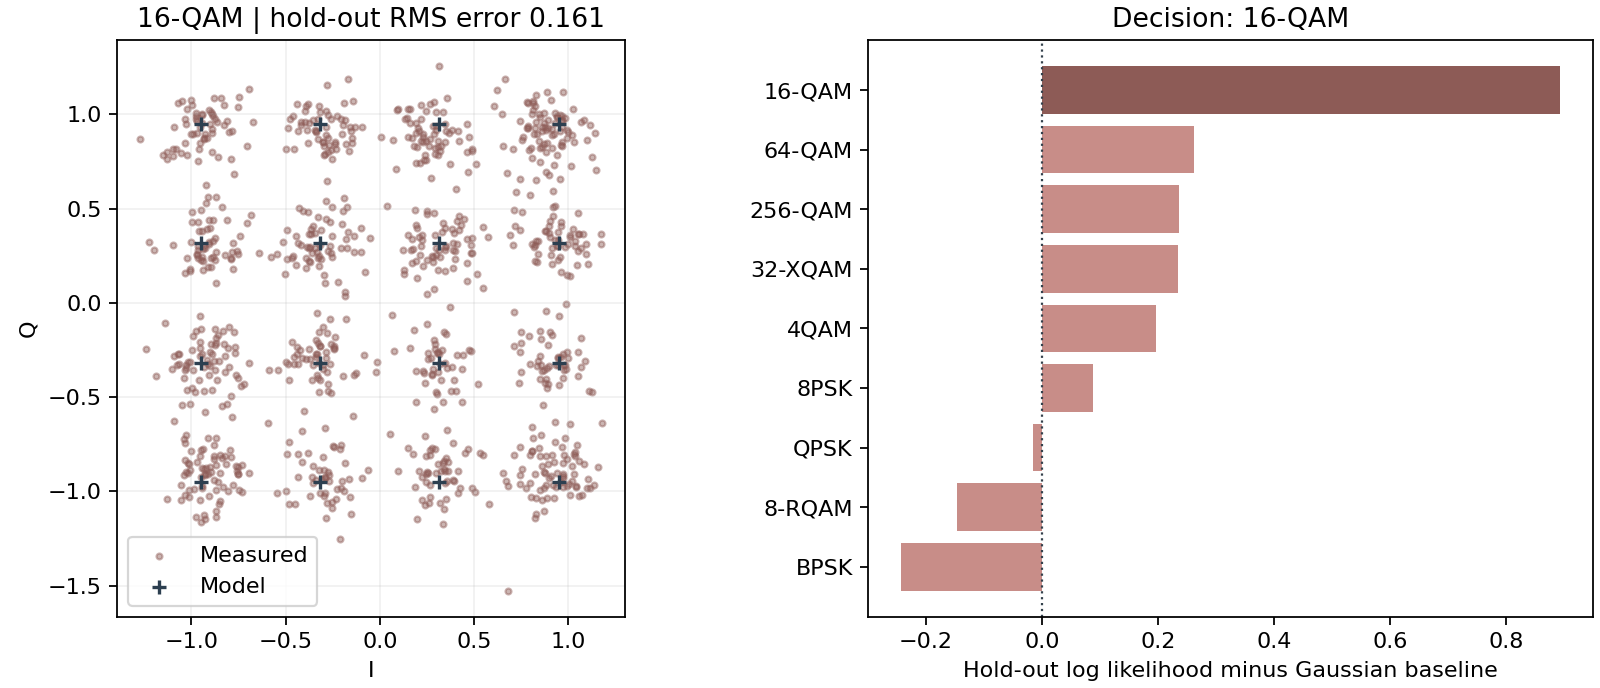 16-QAM | hold-out RMS error 0.161
1.0
0.5
0.0
−0.5
−1.0
−1.5
Q
Measured
Model
−1.0
−0.5
0.0
0.5
1.0
I
Decision: 16-QAM
16-QAM
64-QAM
256-QAM
32-XQAM
4QAM
8PSK
QPSK
8-RQAM
BPSK
−0.2
0.0
0.2
0.4
0.6
0.8
Hold-out log likelihood minus Gaussian baseline